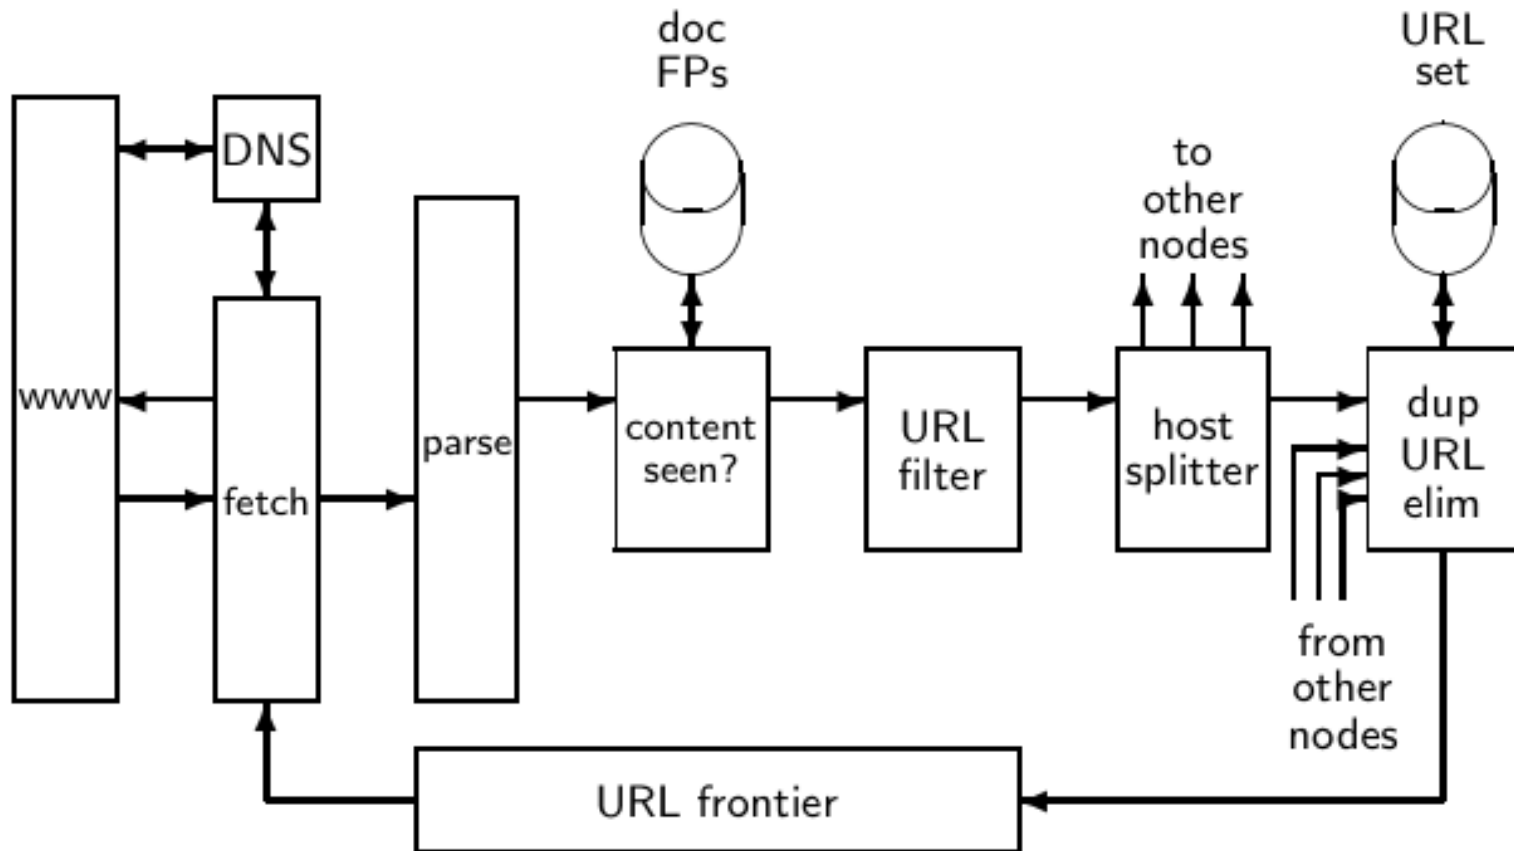 doc
FPs
URL
set
DNS
to
other
nodes
www
parse
fetch
content
seen?
URL
filter
host
splitter
dup
URL
elim
from
other
nodes
URL frontier